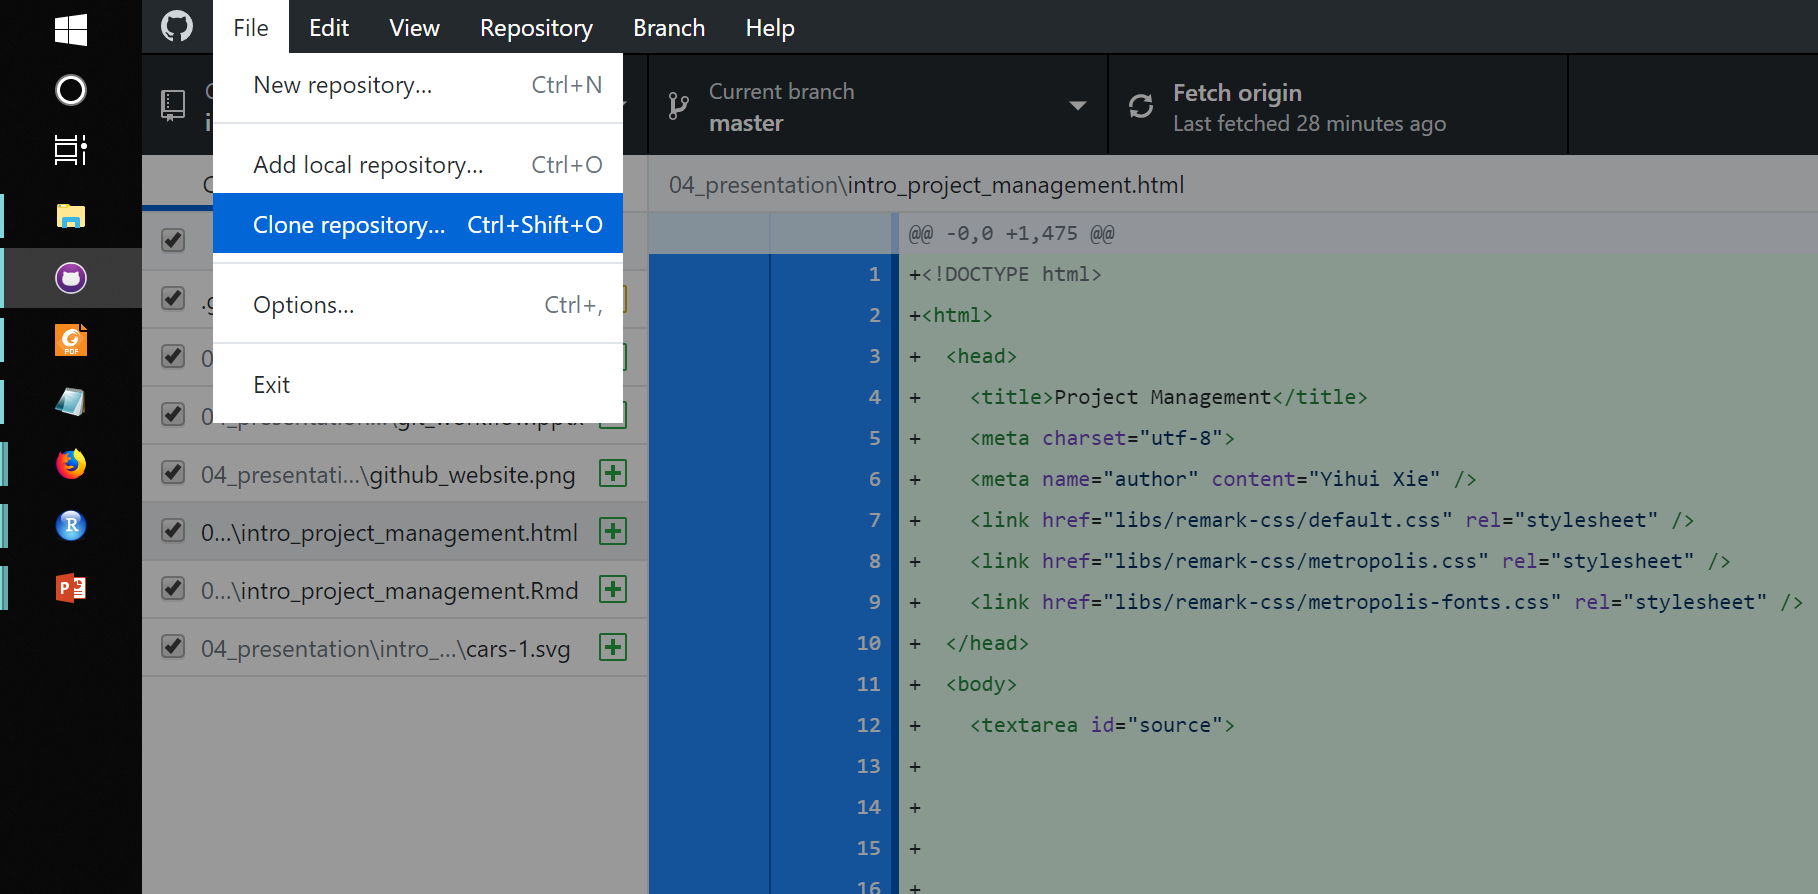 File Edit View Repository Branch Help
New repository... Ctrl+N
Add local repository... Ctrl+O
Clone repository... Ctrl+Shift+O
Options... Ctrl+,
Exit
Current branch
master
Fetch origin
Last fetched 28 minutes ago
04_presentati...\github_website.png
0...\intro_project_management.html
0...\intro_project_management.Rmd
04_presentation\intro_...\cars-1.svg
04_presentation\intro_project_management.html
@@ -0,0 +1,475 @@
1 +<!DOCTYPE html>
2 +<html>
3 +  <head>
4 +    <title>Project Management</title>
5 +    <meta charset="utf-8">
6 +    <meta name="author" content="Yihui Xie" />
7 +    <link href="libs/remark-css/default.css" rel="stylesheet" />
8 +    <link href="libs/remark-css/metropolis.css" rel="stylesheet" />
9 +    <link href="libs/remark-css/metropolis-fonts.css" rel="stylesheet" />
10 +  </head>
11 +  <body>
12 +    <textarea id="source">
13 +
14 +
15 +
16 +
PDF
R
P